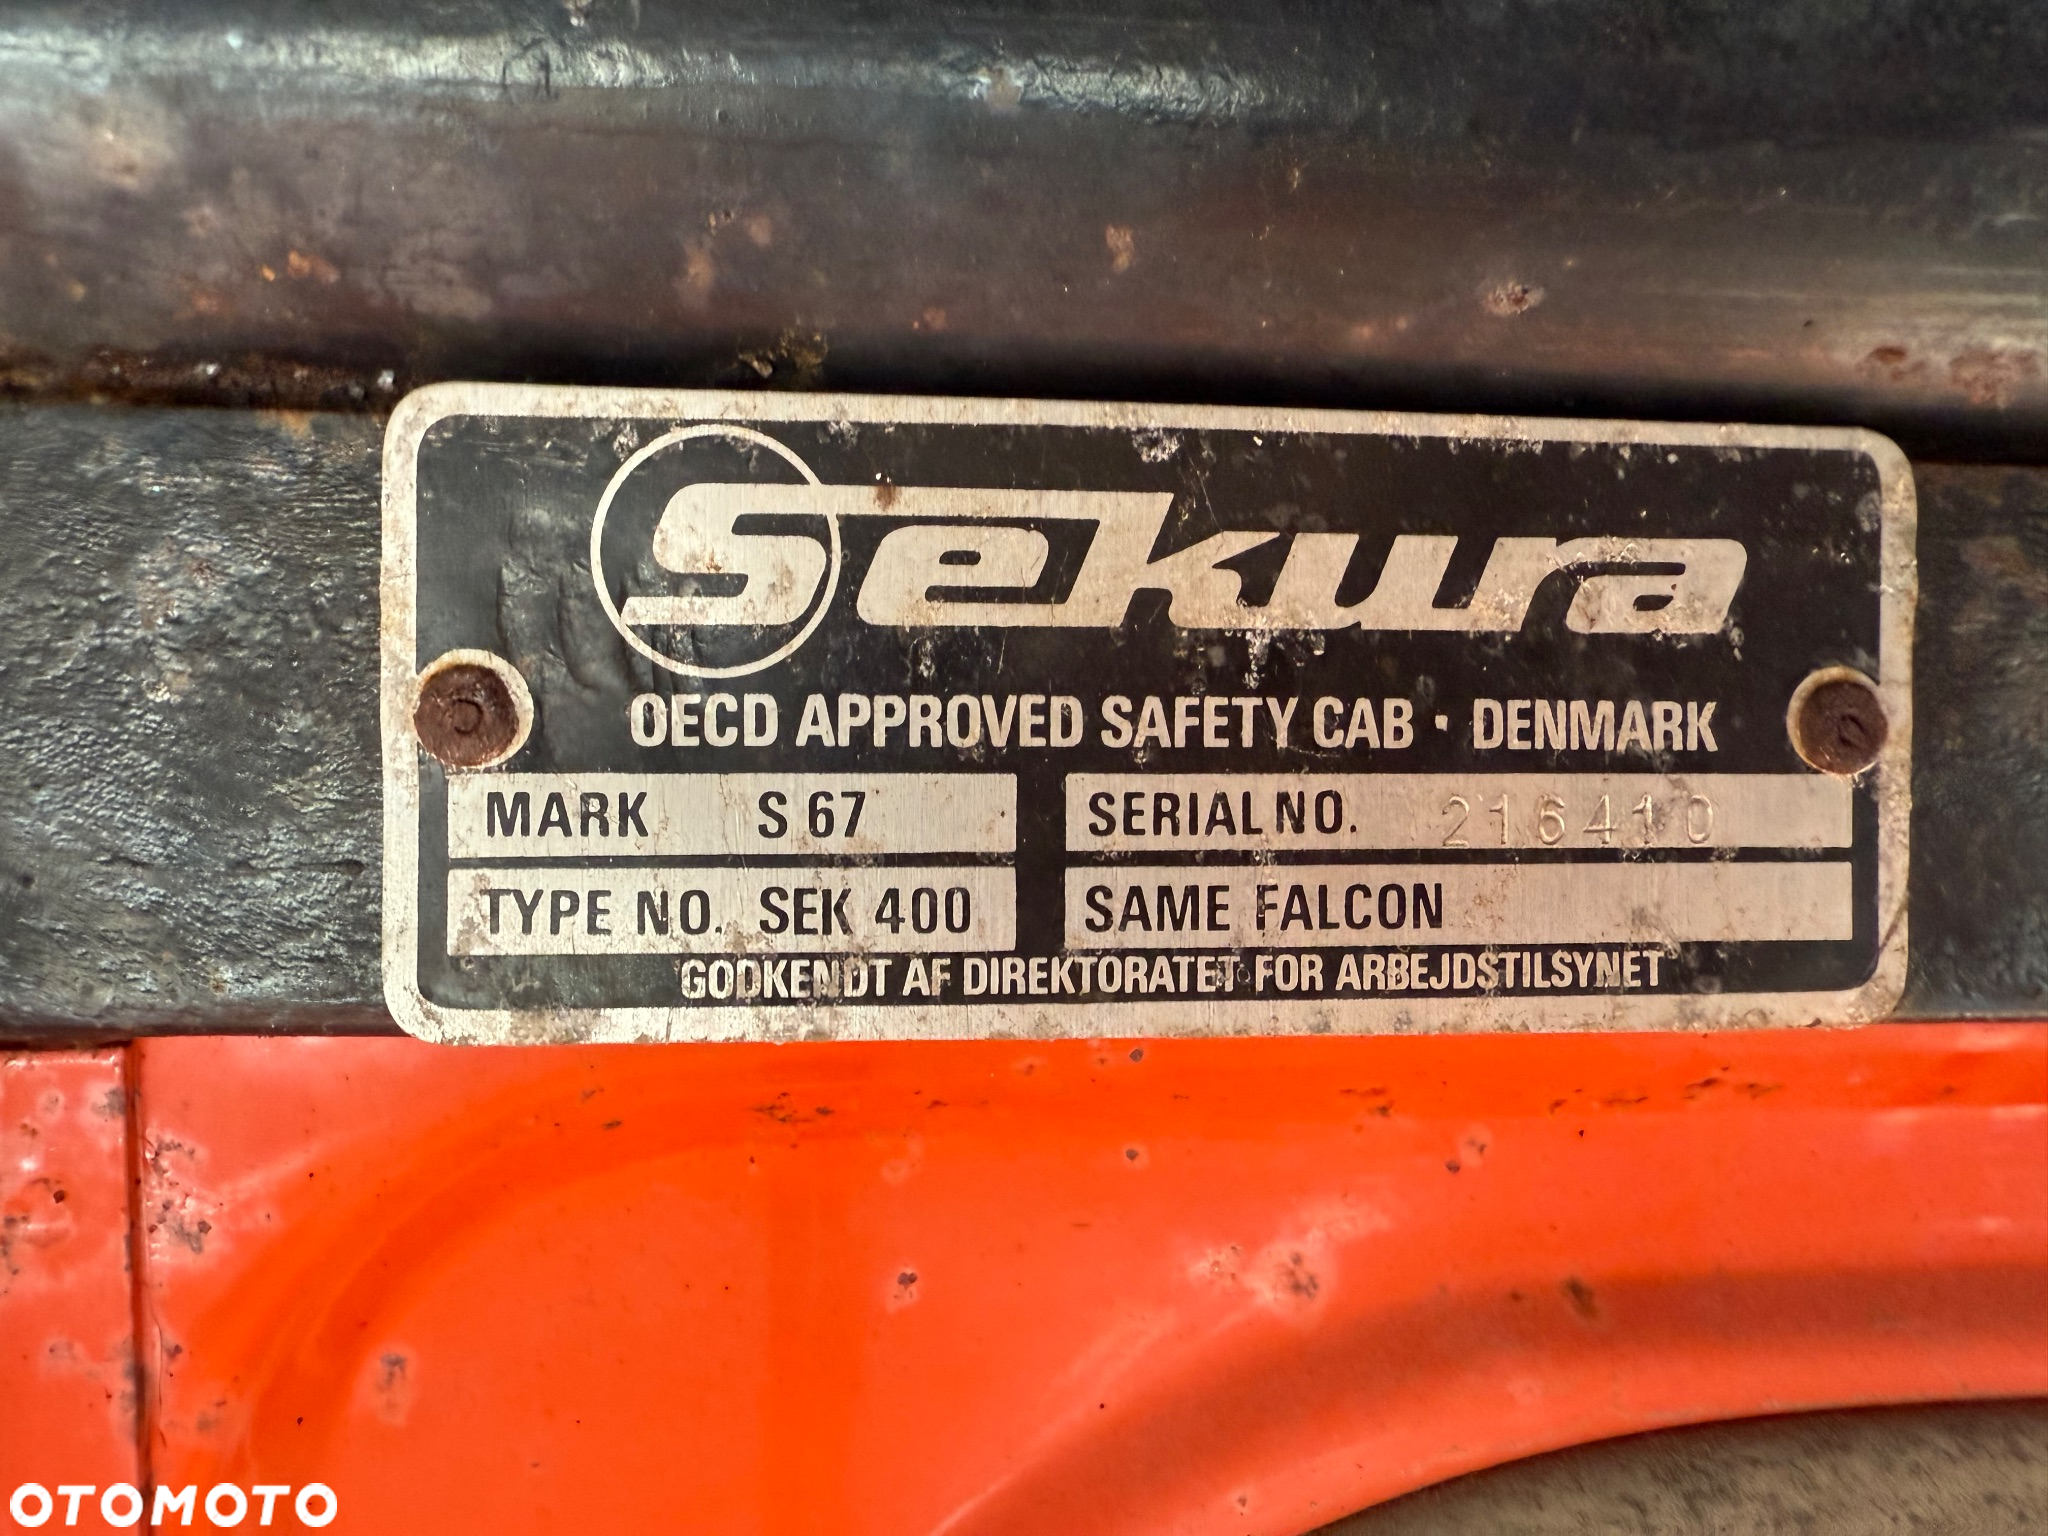 Sekura
OECD APPROVED SAFETY CAB · DENMARK
MARK S 67
SERIAL NO. 216410
TYPE NO. SEK 400
SAME FALCON
GODKENDT AF DIREKTORATET FOR ARBEJDSTILSYNET
OTOMOTO